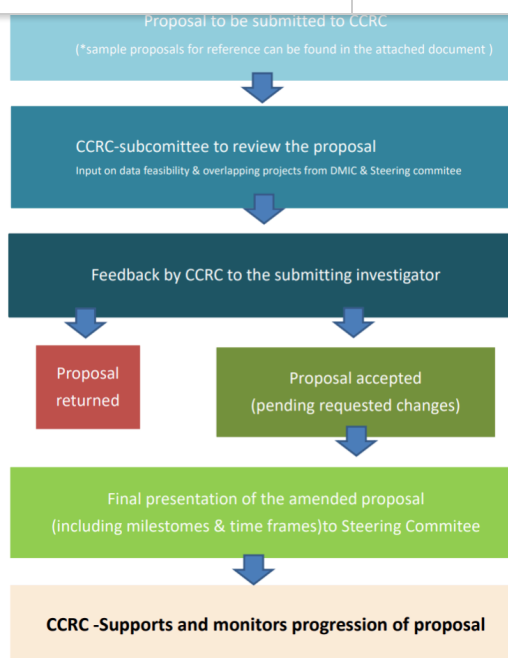 Proposal to be submitted to CCRC
(*sample proposals for reference can be found in the attached document )
CCRC-subcomittee to review the proposal
Input on data feasibility & overlapping projects from DMIC & Steering commitee
Feedback by CCRC to the submitting investigator
Proposal
returned
Proposal accepted
(pending requested changes)
Final presentation of the amended proposal
(including milestomes & time frames)to Steering Commitee
CCRC -Supports and monitors progression of proposal